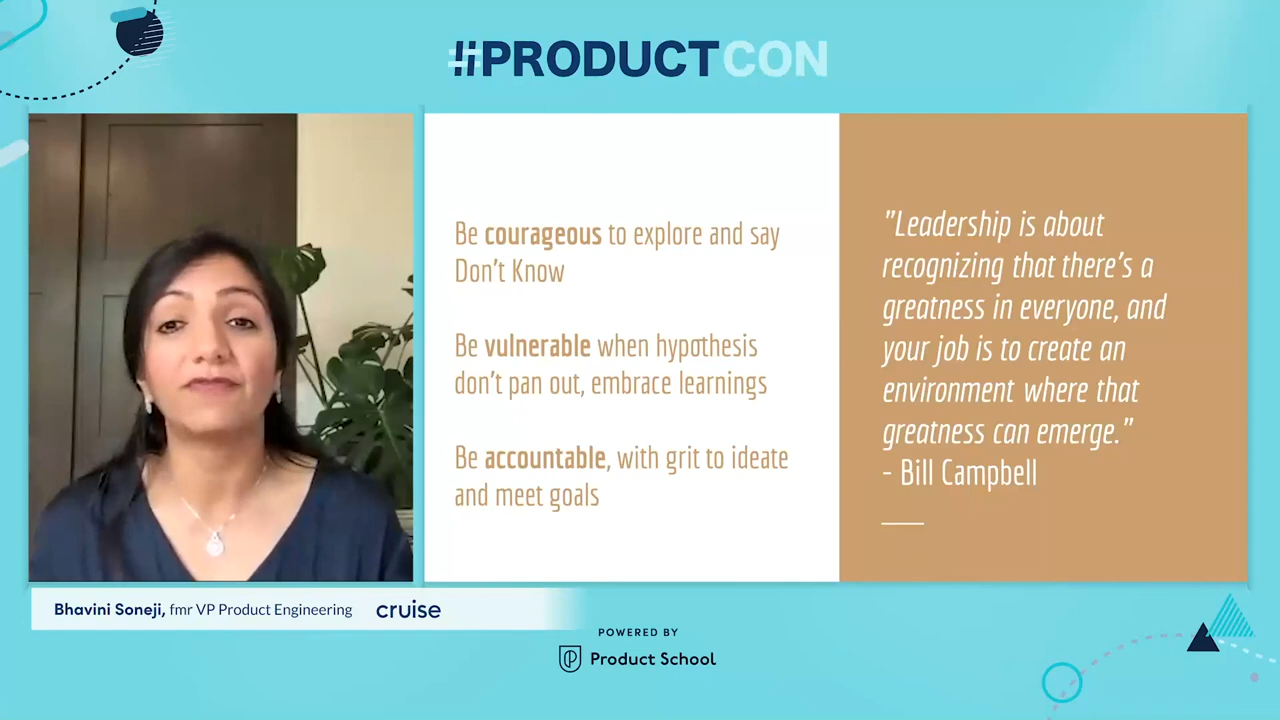 #PRODUCTCON
Be courageous to explore and say
Don't Know
Be vulnerable when hypothesis
don't pan out, embrace learnings
Be accountable, with grit to ideate
and meet goals
"Leadership is about
recognizing that there's a
greatness in everyone, and
your job is to create an
environment where that
greatness can emerge."
- Bill Campbell
Bhavini Soneji, fmr VP Product Engineering cruise
POWERED BY
Product School